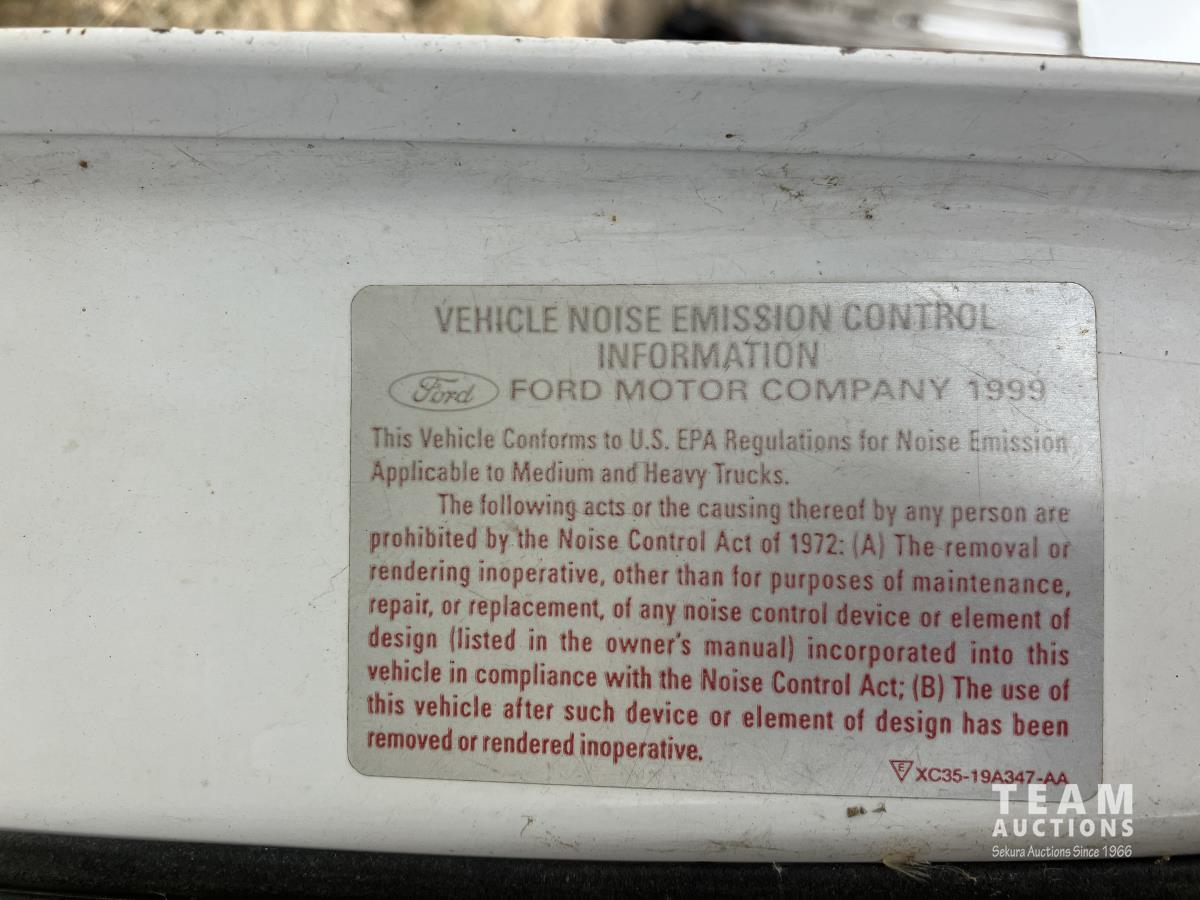 VEHICLE NOISE EMISSION CONTROL
INFORMATION
Ford FORD MOTOR COMPANY 1999
This Vehicle Conforms to U.S. EPA Regulations for Noise Emission
Applicable to Medium and Heavy Trucks.
The following acts or the causing thereof by any person are
prohibited by the Noise Control Act of 1972: (A) The removal or
rendering inoperative, other than for purposes of maintenance,
repair, or replacement, of any noise control device or element of
design (listed in the owner's manual) incorporated into this
vehicle in compliance with the Noise Control Act; (B) The use of
this vehicle after such device or element of design has been
removed or rendered inoperative.
E XC35-19A347-AA
TEAM
AUCTIONS
Sekura Auctions Since 1966